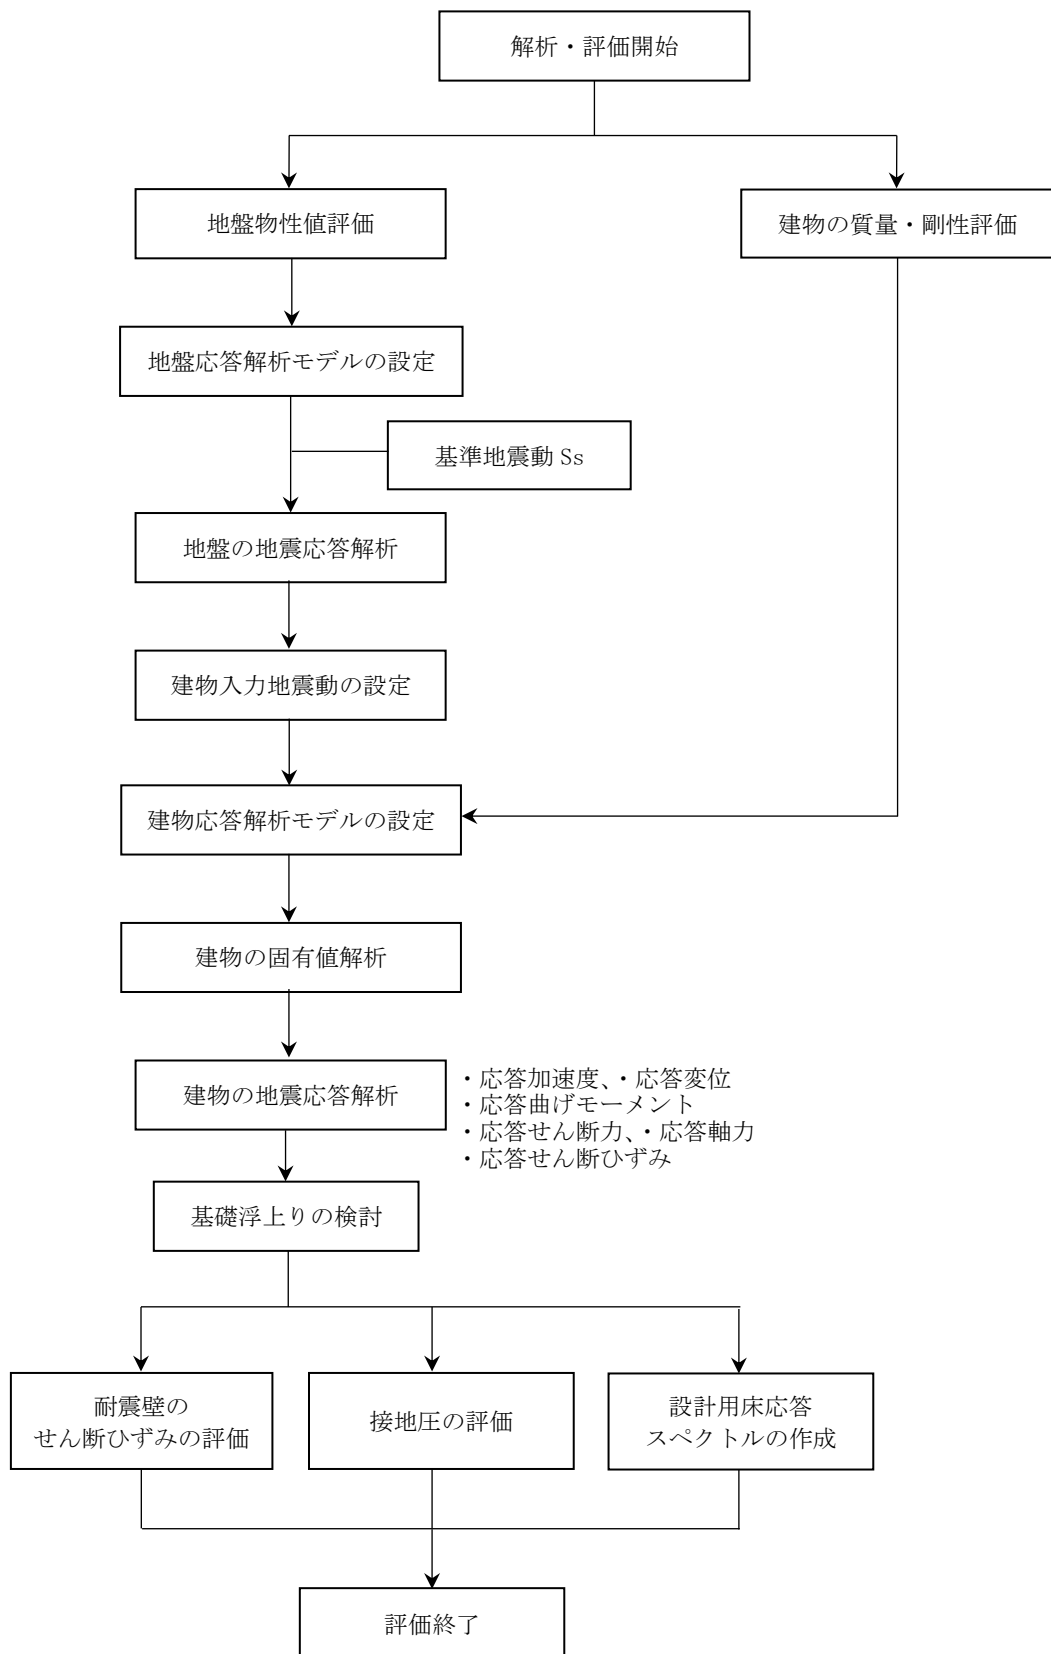 解析・評価開始
地盤物性値評価
建物の質量・剛性評価
地盤応答解析モデルの設定
基準地震動 Ss
地盤の地震応答解析
建物入力地震動の設定
建物応答解析モデルの設定
建物の固有値解析
建物の地震応答解析
・応答加速度、・応答変位
・応答曲げモーメント
・応答せん断力、・応答軸力
・応答せん断ひずみ
基礎浮上りの検討
耐震壁の
せん断ひずみの評価
接地圧の評価
設計用床応答
スペクトルの作成
評価終了